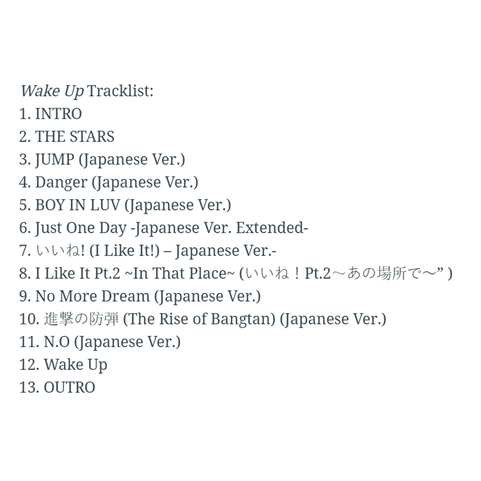 Wake Up Tracklist:
1. INTRO
2. THE STARS
3. JUMP (Japanese Ver.)
4. Danger (Japanese Ver.)
5. BOY IN LUV (Japanese Ver.)
6. Just One Day -Japanese Ver. Extended-
7. いいね! (I Like It!) – Japanese Ver.-
8. I Like It Pt.2 ~In That Place~ (いいね！Pt.2～あの場所で～” )
9. No More Dream (Japanese Ver.)
10. 進撃の防弾 (The Rise of Bangtan) (Japanese Ver.)
11. N.O (Japanese Ver.)
12. Wake Up
13. OUTRO